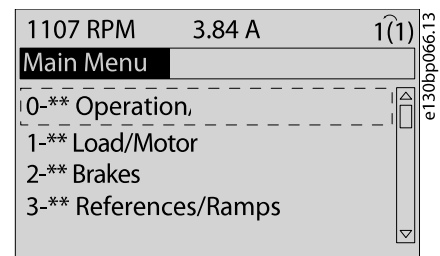 1107 RPM 3.84 A 1(1)
Main Menu
0-** Operation,
1-** Load/Motor
2-** Brakes
3-** References/Ramps
e130bp066.13